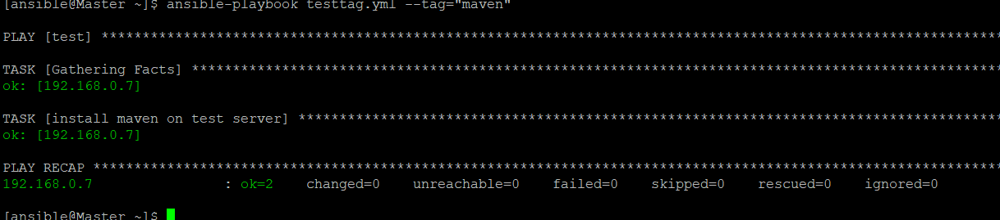 [ansible@Master ~]$ ansible-playbook testtag.yml --tag="maven"
PLAY [test] ****************************************************************************************************************
TASK [Gathering Facts] *****************************************************************************************************
ok: [192.168.0.7]
TASK [install maven on test server] ****************************************************************************************
ok: [192.168.0.7]
PLAY RECAP *****************************************************************************************************************
192.168.0.7 : ok=2 changed=0 unreachable=0 failed=0 skipped=0 rescued=0 ignored=0
[ansible@Master ~]$